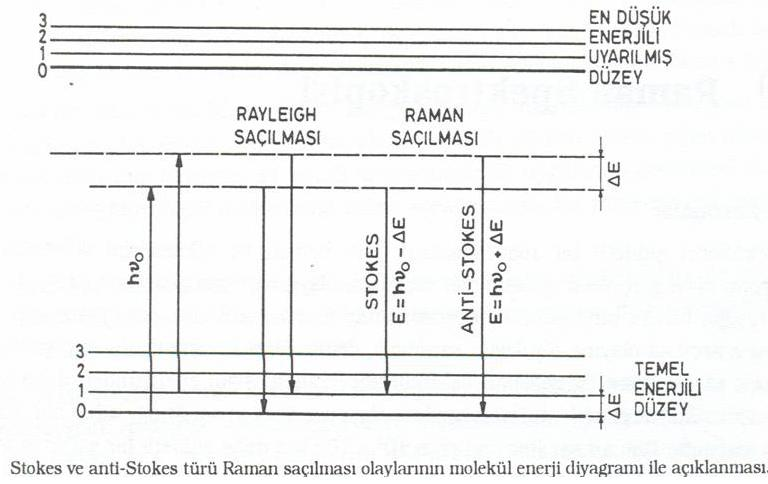 3
2
1
0
EN DÜŞÜK
ENERJİLİ
UYARILMIŞ
DÜZEY
RAYLEIGH
SAÇILMASI
RAMAN
SAÇILMASI
ΔE
hν₀
STOKES
E = hν₀ - ΔE
ANTİ-STOKES
E = hν₀ + ΔE
3
2
1
0
TEMEL
ENERJİLİ
DÜZEY
ΔE
Stokes ve anti-Stokes türü Raman saçılması olaylarının molekül enerji diyagramı ile açıklanması.